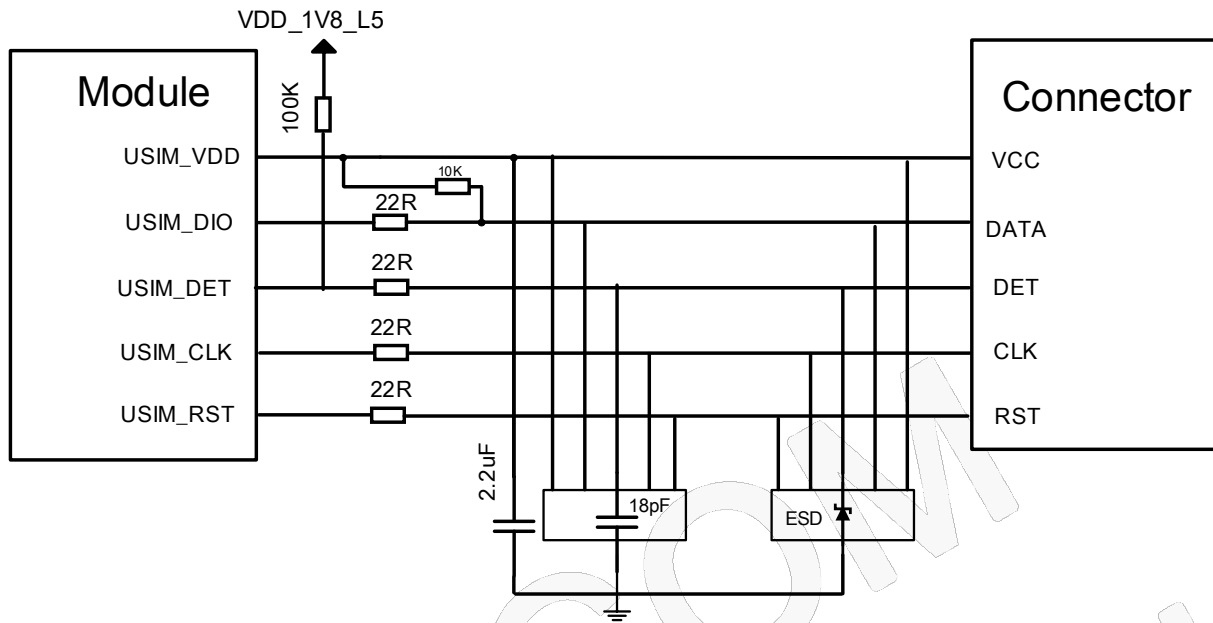 VDD_1V8_L5
Module
Connector
100K
USIM_VDD
VCC
10K
22R
USIM_DIO
DATA
22R
USIM_DET
DET
22R
USIM_CLK
CLK
22R
USIM_RST
RST
2.2uF
18pF
ESD
COM